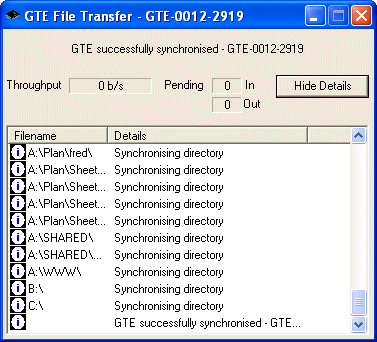 GTE File Transfer - GTE-0012-2919
GTE successfully synchronised - GTE-0012-2919
Throughput 0 b/s Pending 0 In Hide Details
0 Out
Filename Details
A:\Plan\fred\ Synchronising directory
A:\Plan\Sheet... Synchronising directory
A:\Plan\Sheet... Synchronising directory
A:\Plan\Sheet... Synchronising directory
A:\Plan\Sheet... Synchronising directory
A:\SHARED\ Synchronising directory
A:\SHARED\... Synchronising directory
A:\WWW\ Synchronising directory
B:\ Synchronising directory
C:\ Synchronising directory
GTE successfully synchronised - GTE...